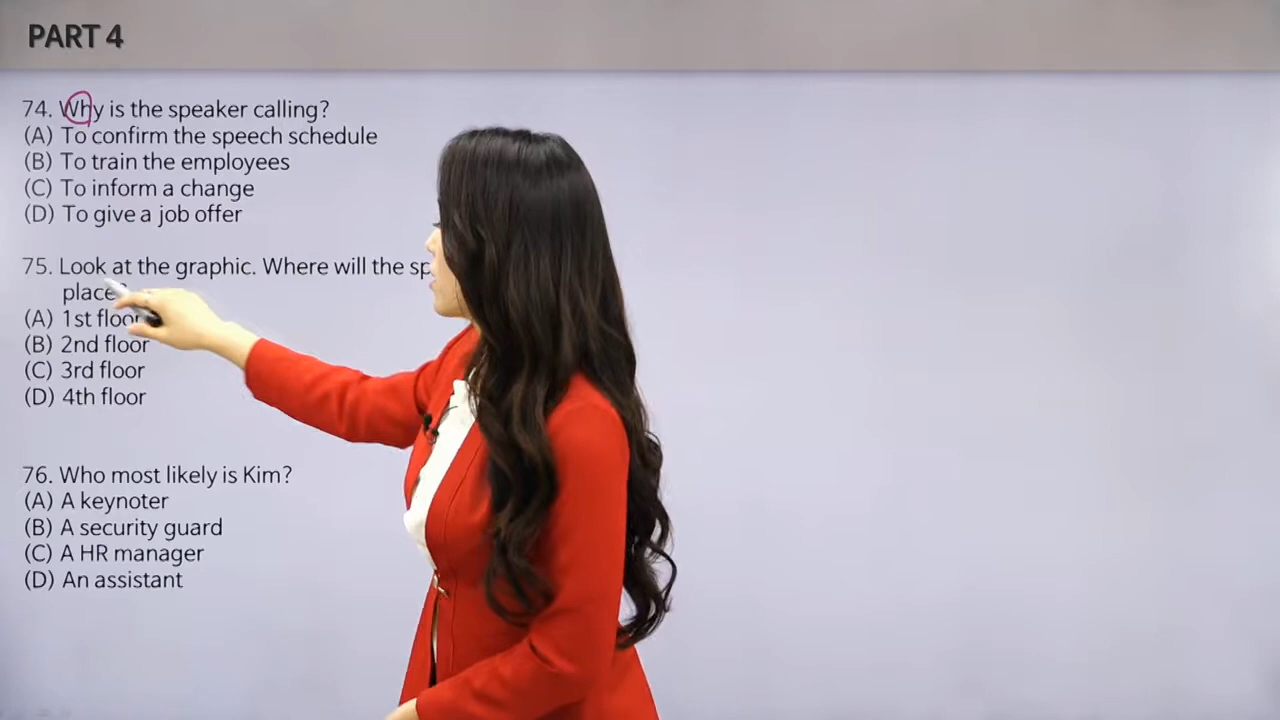 PART 4
74. Why is the speaker calling?
(A) To confirm the speech schedule
(B) To train the employees
(C) To inform a change
(D) To give a job offer
75. Look at the graphic. Where will the
place?
(A) 1st floor
(B) 2nd floor
(C) 3rd floor
(D) 4th floor
76. Who most likely is Kim?
(A) A keynoter
(B) A security guard
(C) A HR manager
(D) An assistant